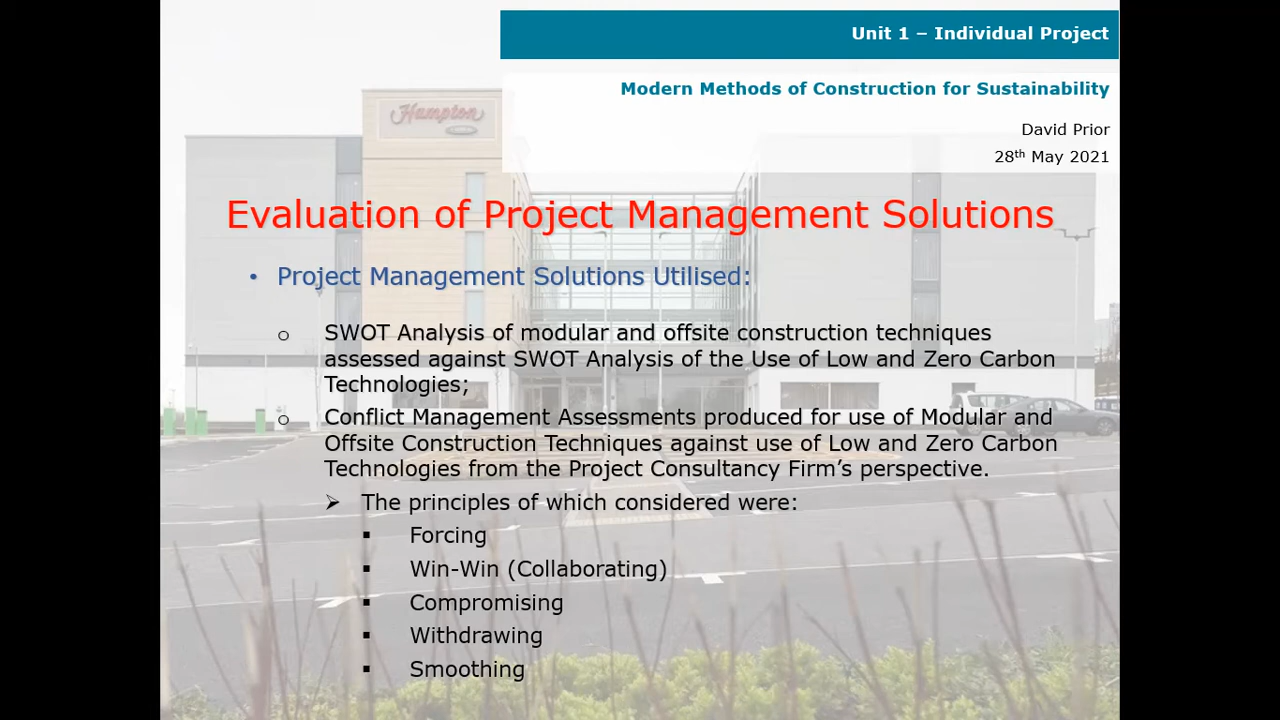 Unit 1 – Individual Project
Modern Methods of Construction for Sustainability
David Prior
28th May 2021
Hampton
Evaluation of Project Management Solutions
• Project Management Solutions Utilised:
o SWOT Analysis of modular and offsite construction techniques
assessed against SWOT Analysis of the Use of Low and Zero Carbon
Technologies;
o Conflict Management Assessments produced for use of Modular and
Offsite Construction Techniques against use of Low and Zero Carbon
Technologies from the Project Consultancy Firm's perspective.
➢ The principles of which considered were:
▪ Forcing
▪ Win-Win (Collaborating)
▪ Compromising
▪ Withdrawing
▪ Smoothing